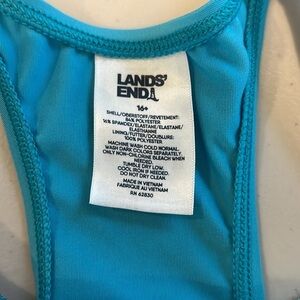 LANDS'
END
16+
SHELL/OBERSTOFF/REVETEMENT:
84% POLYESTER
16% SPANDEX/ELASTANE/ELASTANE/
ELASTHANNE
LINING/FUTTER/DOUBLURE:
100% POLYESTER
MACHINE WASH COLD NORMAL.
WASH DARK COLORS SEPARATELY.
ONLY NON-CHLORINE BLEACH WHEN
NEEDED.
TUMBLE DRY LOW.
COOL IRON IF NEEDED.
DO NOT DRY CLEAN.
MADE IN VIETNAM
FABRIQUE AU VIETNAM
RN 62830